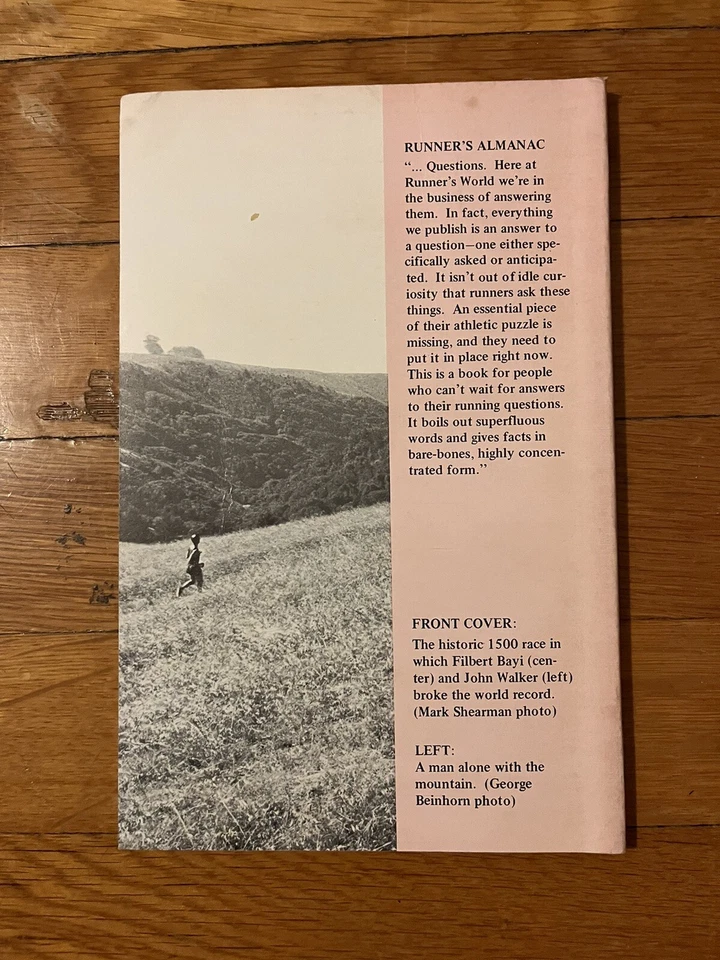 RUNNER'S ALMANAC
"... Questions. Here at
Runner's World we're in
the business of answering
them. In fact, everything
we publish is an answer to
a question—one either spe-
cifically asked or anticipa-
ted. It isn't out of idle cur-
iosity that runners ask these
things. An essential piece
of their athletic puzzle is
missing, and they need to
put it in place right now.
This is a book for people
who can't wait for answers
to their running questions.
It boils out superfluous
words and gives facts in
bare-bones, highly concen-
trated form."
FRONT COVER:
The historic 1500 race in
which Filbert Bayi (cen-
ter) and John Walker (left)
broke the world record.
(Mark Shearman photo)
LEFT:
A man alone with the
mountain. (George
Beinhorn photo)